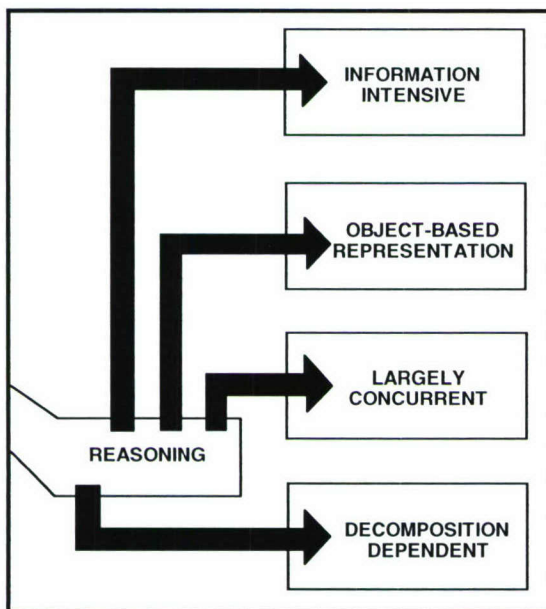 INFORMATION
INTENSIVE
OBJECT-BASED
REPRESENTATION
LARGELY
CONCURRENT
REASONING
DECOMPOSITION
DEPENDENT